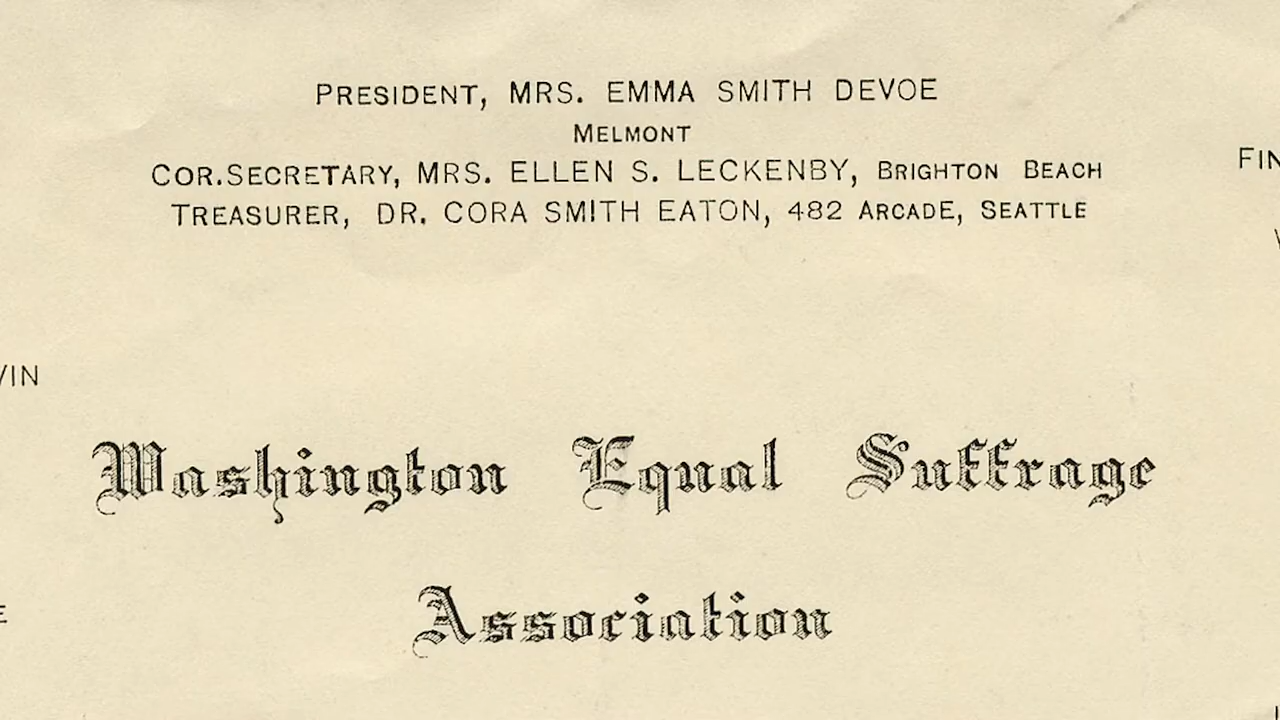 PRESIDENT, MRS. EMMA SMITH DEVOE
MELMONT
COR.SECRETARY, MRS. ELLEN S. LECKENBY, BRIGHTON BEACH
TREASURER, DR. CORA SMITH EATON, 482 ARCADE, SEATTLE
Washington Equal Suffrage
Association